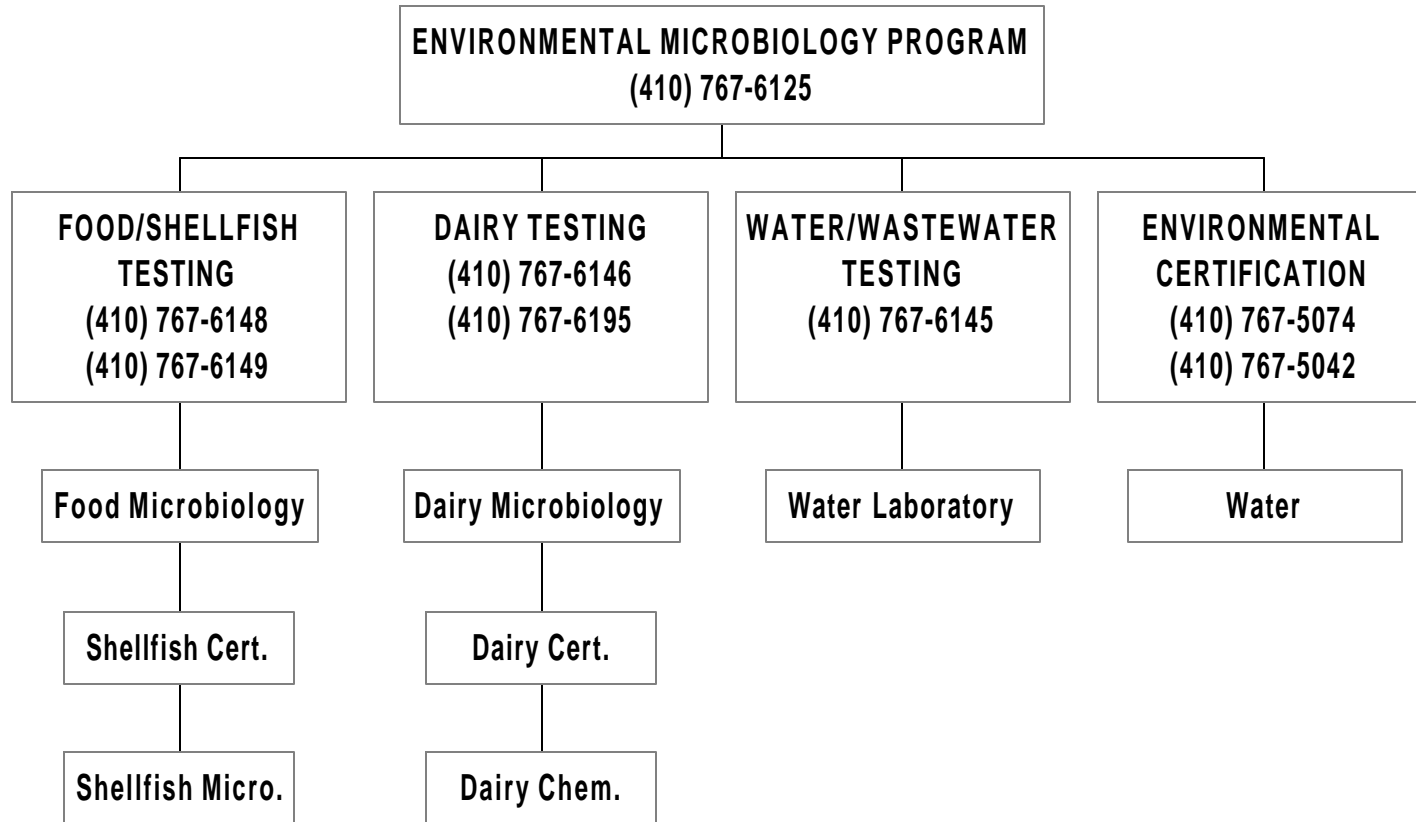 ENVIRONMENTAL MICROBIOLOGY PROGRAM
(410) 767-6125
FOOD/SHELLFISH
TESTING
(410) 767-6148
(410) 767-6149
DAIRY TESTING
(410) 767-6146
(410) 767-6195
WATER/WASTEWATER
TESTING
(410) 767-6145
ENVIRONMENTAL
CERTIFICATION
(410) 767-5074
(410) 767-5042
Food Microbiology
Dairy Microbiology
Water Laboratory
Water
Shellfish Cert.
Dairy Cert.
Shellfish Micro.
Dairy Chem.